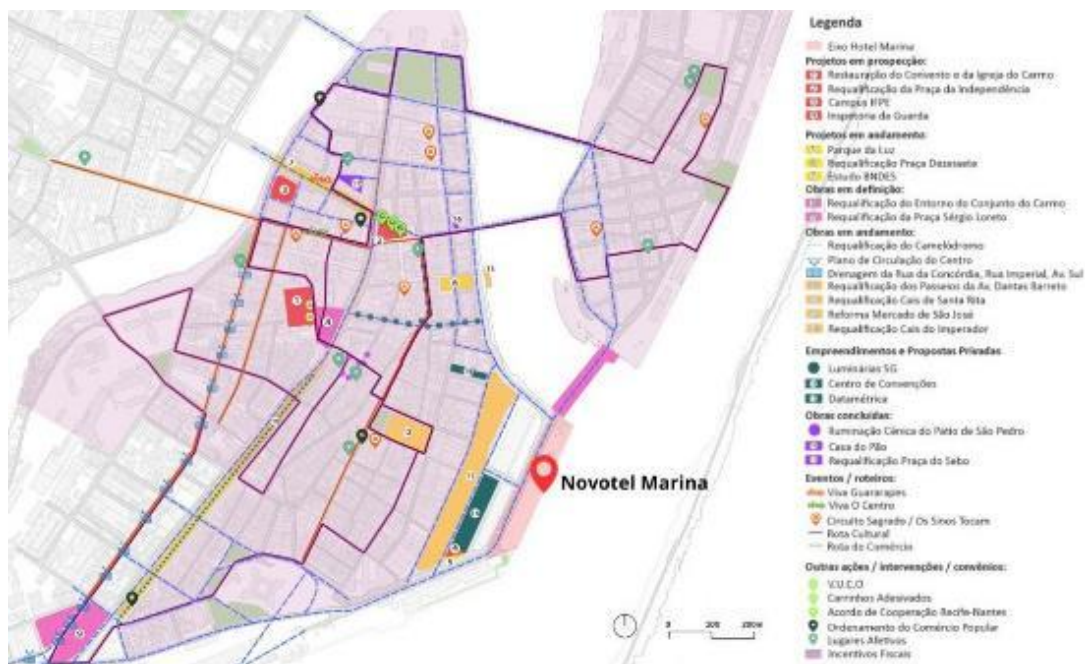 Novotel Marina
Legenda
Eixo Hotel Marina
Projetos em prospecção:
Restauração do Convento e da Igreja do Carmo
Requalificação da Praça da Independência
Campus IFPE
Inspetoria da Guarda
Projetos em andamento:
Parque da Luz
Requalificação Praça Dezessete
Estudo BNDES
Obras em definição:
Requalificação do Entorno do Conjunto do Carmo
Requalificação da Praça Sérgio Loreto
Obras em andamento:
Requalificação do Camelódromo
Plano de Circulação do Centro
Drenagem da Rua da Concórdia, Rua Imperial, Av. Sul
Requalificação dos Passeios da Av. Dantas Barreto
Requalificação Cais de Santa Rita
Reforma Mercado de São José
Requalificação Cais do Imperador
Empreendimentos e Propostas Privadas
Luminárias 5G
Centro de Convenções
Datamétrica
Obras concluídas:
Iluminação Cênica do Pátio de São Pedro
Casa do Pão
Requalificação Praça do Sebo
Eventos / roteiros:
Viva Guararapes
Viva O Centro
Circuito Sagrado / Os Sinos Tocam
Rota Cultural
Rota do Comércio
Outras ações / intervenções / convênios:
V.U.C.O
Carrinhos Adesivados
Acordo de Cooperação Recife-Nantes
Ordenamento do Comércio Popular
Lugares Afetivos
Incentivos Fiscais